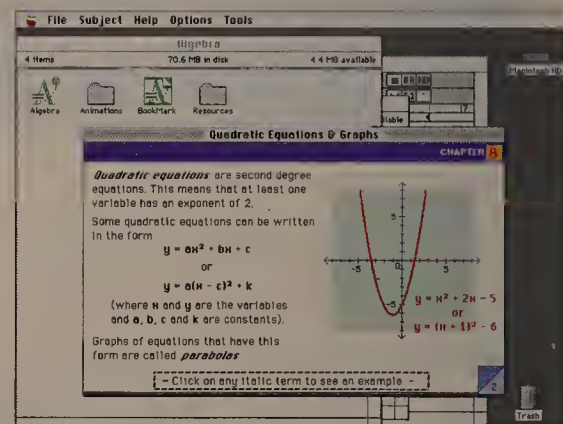 File Subject Help Options Tools
Algebra
4 items 70.6 MB in disk 4.4 MB available
Macintosh HD
Algebra Animations BookMark Resources
Quadratic Equations & Graphs
CHAPTER 8
Quadratic equations are second degree
equations. This means that at least one
variable has an exponent of 2.
Some quadratic equations can be written
in the form
y = ax² + bx + c
or
y = a(x - c)² + k
(where x and y are the variables
and a, b, c and k are constants).
Graphs of equations that have this
form are called parabolas
5
-5 0 5
-5
y = x² + 2x - 5
or
y = (x + 1)² - 6
- Click on any italic term to see an example -
2
Trash